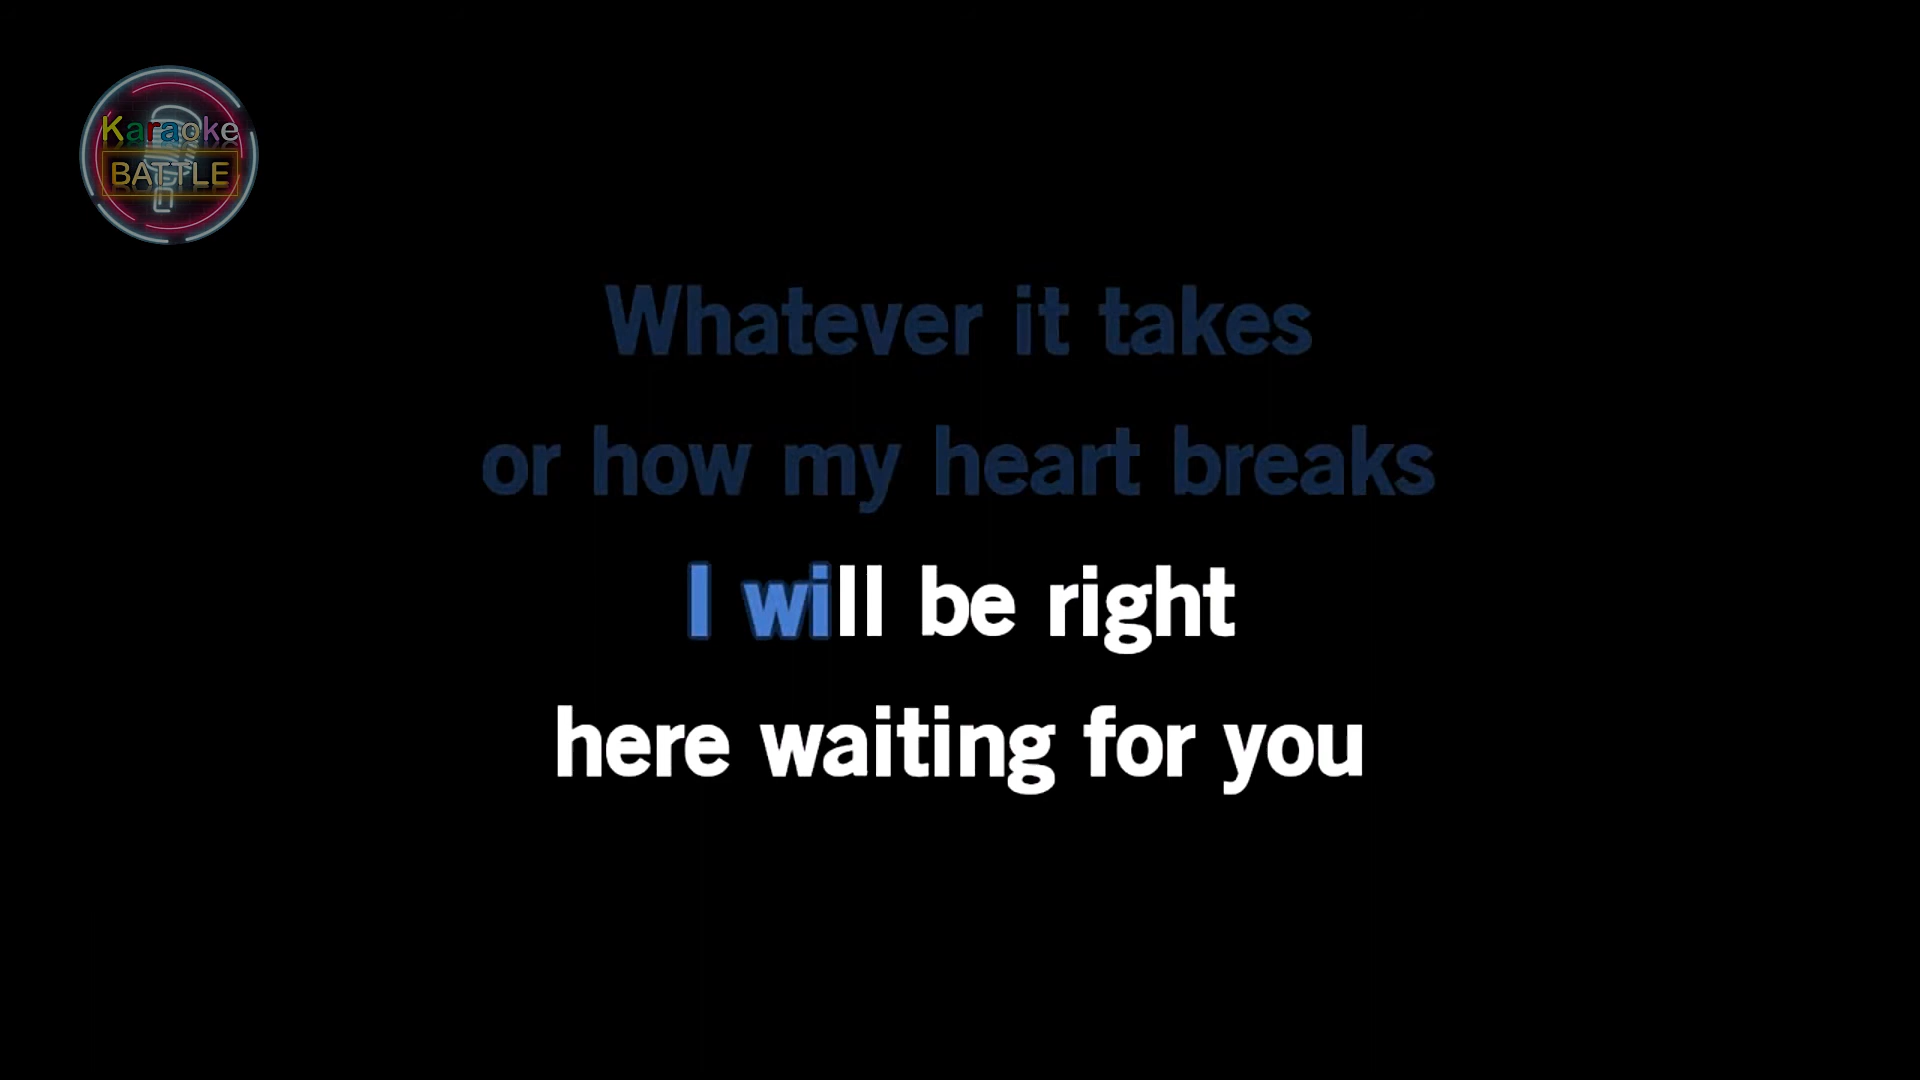 Karaoke
BATTLE
Whatever it takes
or how my heart breaks
I will be right
here waiting for you